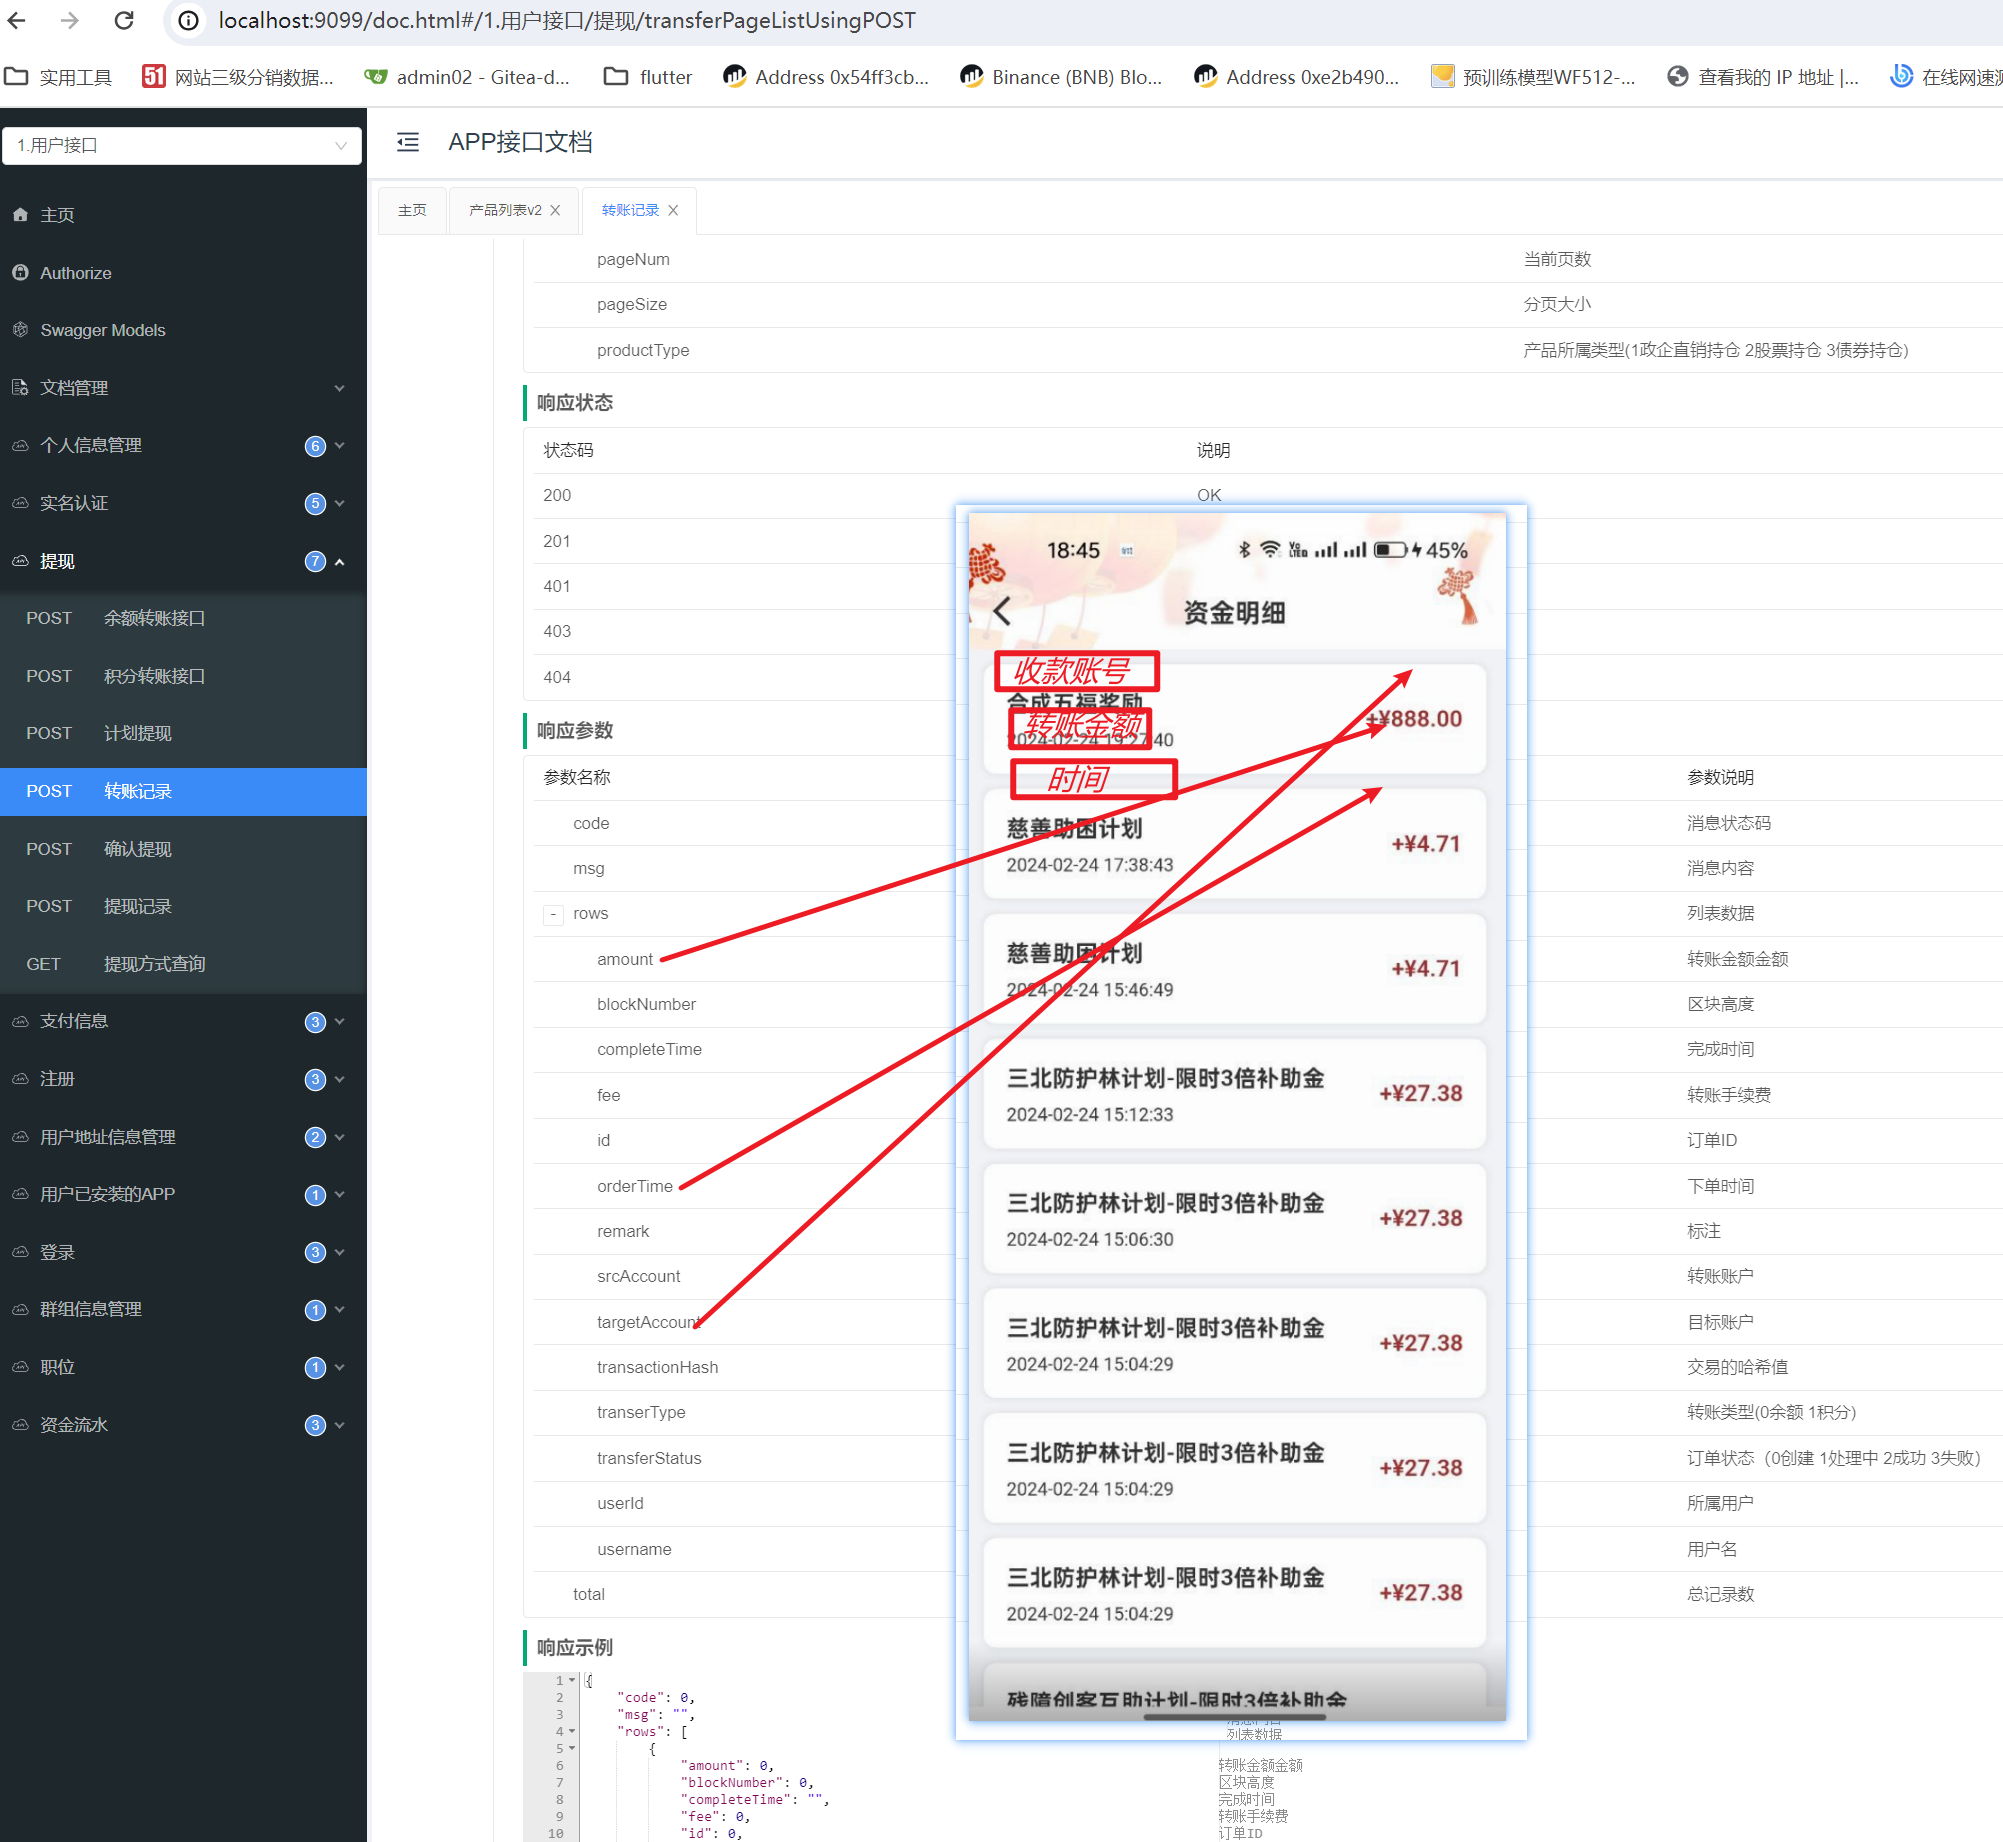 localhost:9099/doc.html#/1.用户接口/提现/transferPageListUsingPOST
实用工具
网站三级分销数据...
admin02 - Gitea-d...
flutter
Address 0x54ff3cb...
Binance (BNB) Blo...
Address 0xe2b490...
预训练模型WF512-...
查看我的 IP 地址 |...
在线网速测
1.用户接口
APP接口文档
主页
产品列表v2
转账记录
主页
Authorize
Swagger Models
文档管理
个人信息管理 6
实名认证 5
提现 7
POST 余额转账接口
POST 积分转账接口
POST 计划提现
POST 转账记录
POST 确认提现
POST 提现记录
GET 提现方式查询
支付信息 3
注册 3
用户地址信息管理 2
用户已安装的APP 1
登录 3
群组信息管理 1
职位 1
资金流水 3
pageNum 当前页数
pageSize 分页大小
productType 产品所属类型(1政企直销持仓 2股票持仓 3债券持仓)
响应状态
状态码 说明
200 OK
201
401
403
404
响应参数
参数名称 参数说明
code 消息状态码
msg 消息内容
- rows 列表数据
amount 转账金额金额
blockNumber 区块高度
completeTime 完成时间
fee 转账手续费
id 订单ID
orderTime 下单时间
remark 标注
srcAccount 转账账户
targetAccount 目标账户
transactionHash 交易的哈希值
transerType 转账类型(0余额 1积分)
transferStatus 订单状态（0创建 1处理中 2成功 3失败）
userId 所属用户
username 用户名
total 总记录数
18:45
45%
资金明细
收款账号
合成五福奖励
+¥888.00
转账金额
2024-02-24 19:27:40
时间
慈善助困计划
+¥4.71
2024-02-24 17:38:43
慈善助困计划
+¥4.71
2024-02-24 15:46:49
三北防护林计划-限时3倍补助金
+¥27.38
2024-02-24 15:12:33
三北防护林计划-限时3倍补助金
+¥27.38
2024-02-24 15:06:30
三北防护林计划-限时3倍补助金
+¥27.38
2024-02-24 15:04:29
三北防护林计划-限时3倍补助金
+¥27.38
2024-02-24 15:04:29
三北防护林计划-限时3倍补助金
+¥27.38
2024-02-24 15:04:29
残障创客互助计划-限时3倍补助金
响应示例
1 {
2 "code": 0,
3 "msg": "", 消息内容
4 "rows": [ 列表数据
5 {
6 "amount": 0, 转账金额金额
7 "blockNumber": 0, 区块高度
8 "completeTime": "", 完成时间
9 "fee": 0, 转账手续费
10 "id": 0, 订单ID